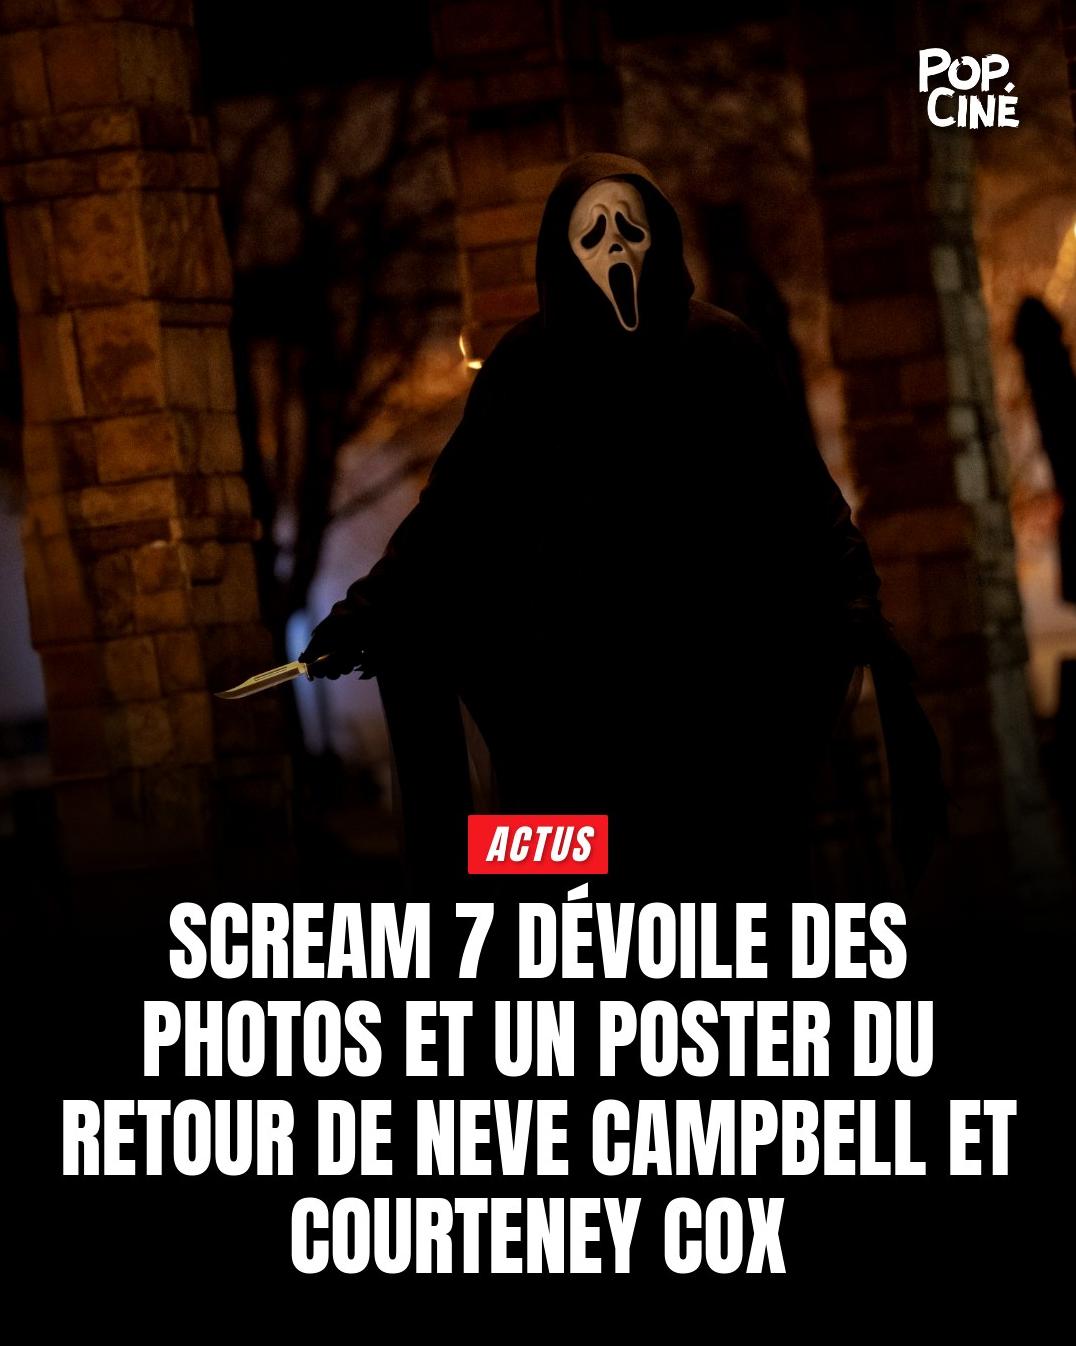 POP.
CINÉ
ACTUS
SCREAM 7 DÉVOILE DES
PHOTOS ET UN POSTER DU
RETOUR DE NEVE CAMPBELL ET
COURTENEY COX